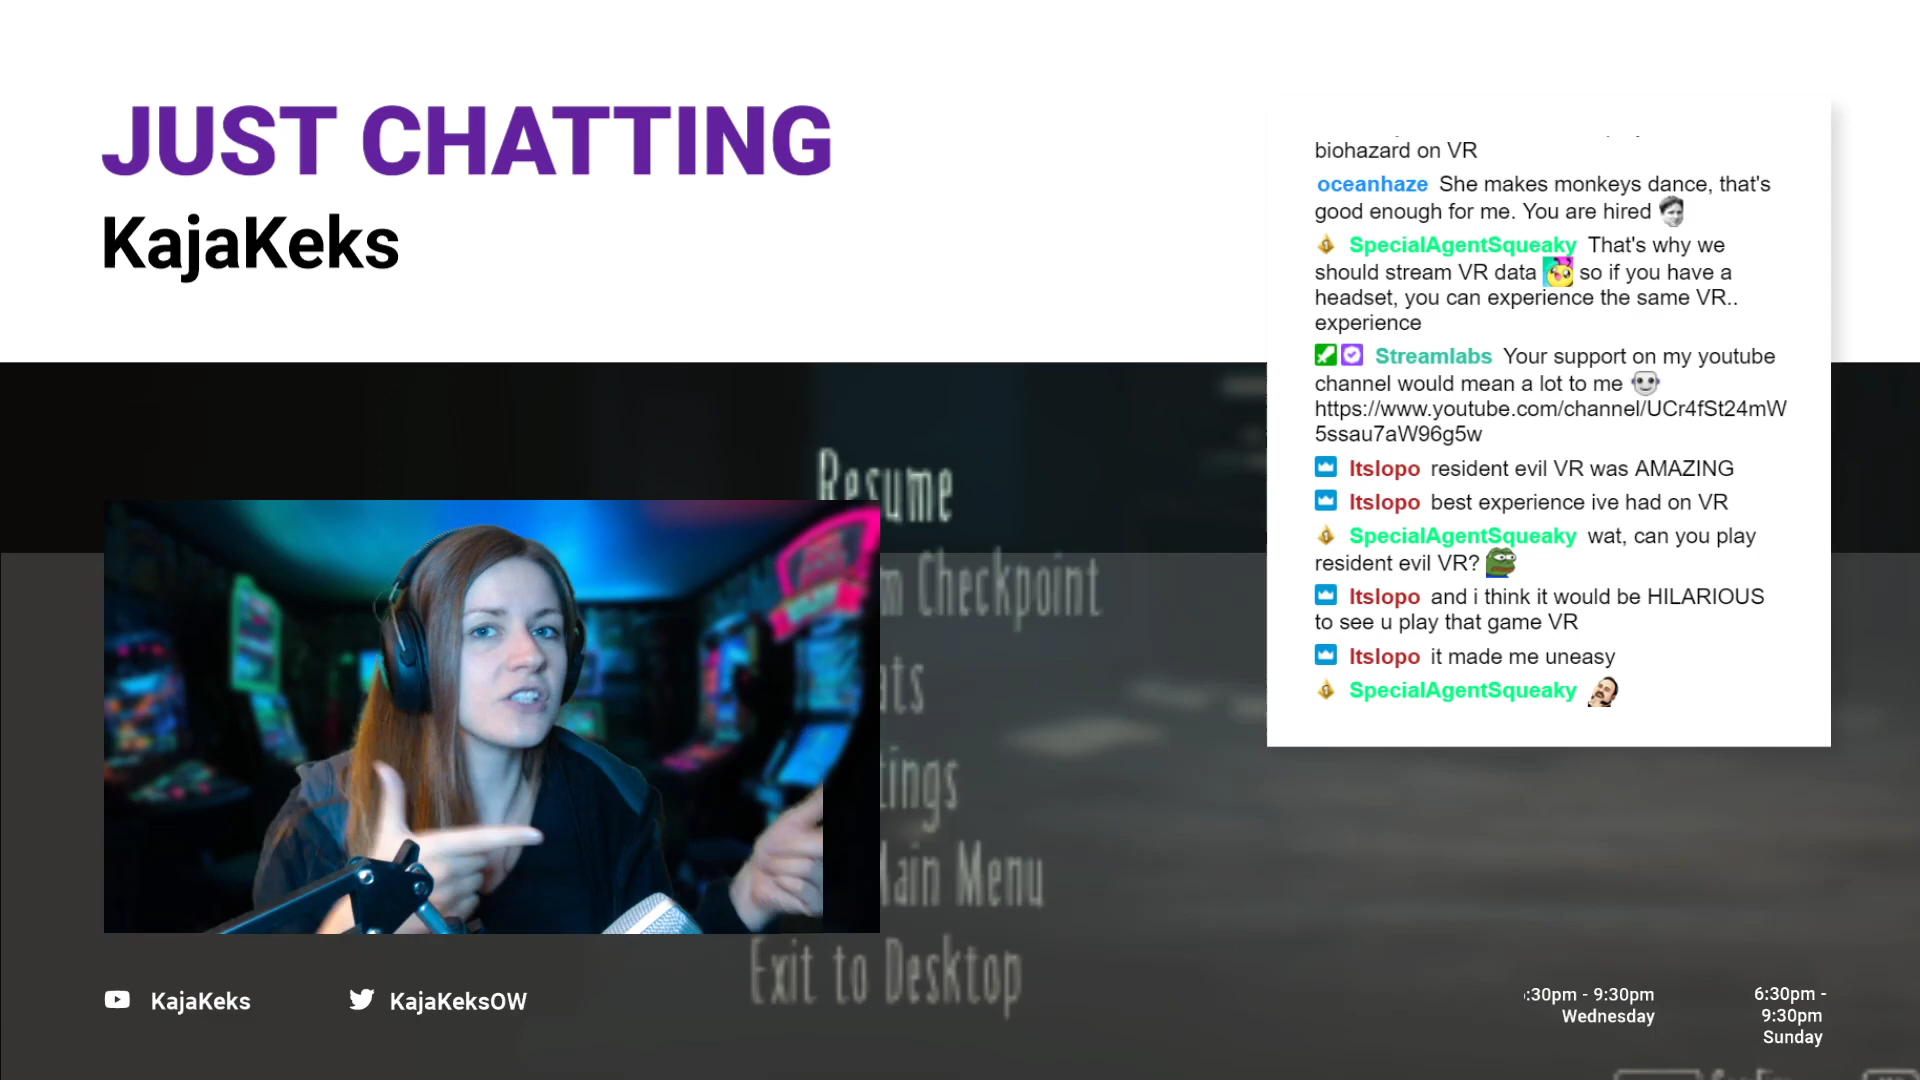 JUST CHATTING
KajaKeks
biohazard on VR
oceanhaze She makes monkeys dance, that's
good enough for me. You are hired
SpecialAgentSqueaky That's why we
should stream VR data so if you have a
headset, you can experience the same VR..
experience
Streamlabs Your support on my youtube
channel would mean a lot to me
https://www.youtube.com/channel/UCr4fSt24mW
5ssau7aW96g5w
Itslopo resident evil VR was AMAZING
Itslopo best experience ive had on VR
SpecialAgentSqueaky wat, can you play
resident evil VR?
Itslopo and i think it would be HILARIOUS
to see u play that game VR
Itslopo it made me uneasy
SpecialAgentSqueaky
Resume
Checkpoint
Main Menu
Exit to Desktop
KajaKeks
KajaKeksOW
:30pm - 9:30pm
Wednesday
6:30pm -
9:30pm
Sunday